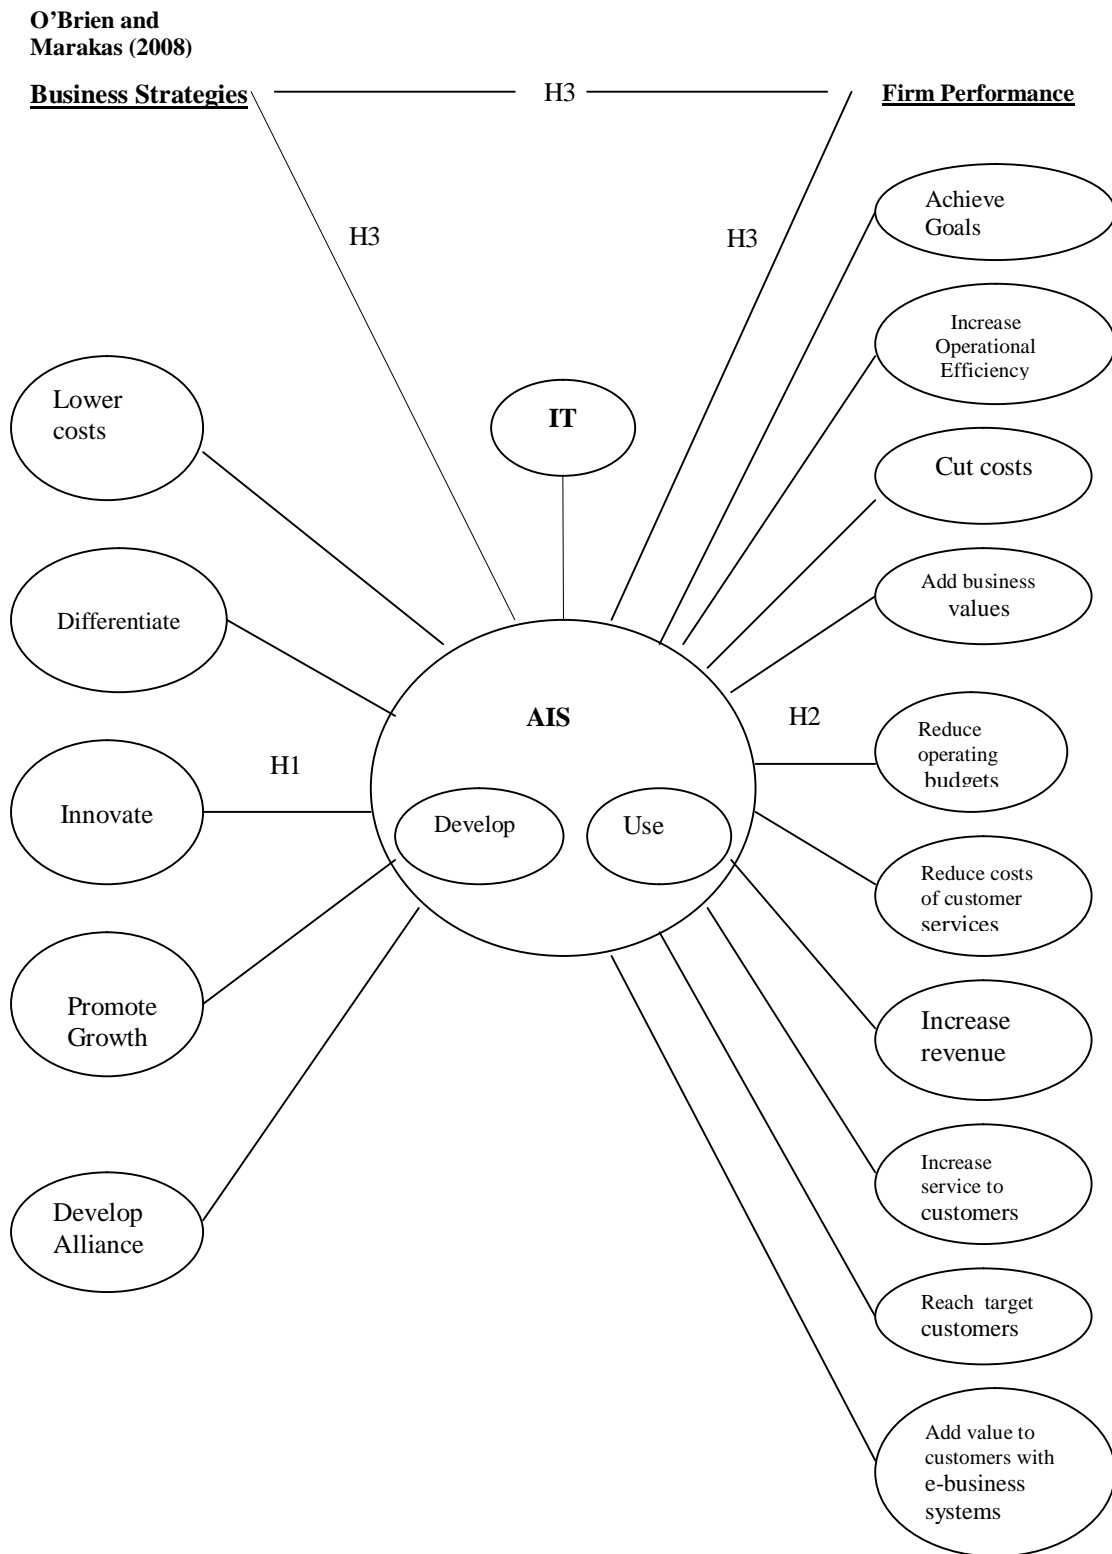 O’Brien and
Marakas (2008)
Business Strategies
H3
Firm Performance
H3
H3
Achieve
Goals
Increase
Operational
Efficiency
Lower
costs
IT
Cut costs
Add business
values
Differentiate
AIS
H1
H2
Reduce
operating
budgets
Innovate
Develop
Use
Reduce costs
of customer
services
Promote
Growth
Increase
revenue
Increase
service to
customers
Develop
Alliance
Reach target
customers
Add value to
customers with
e-business
systems